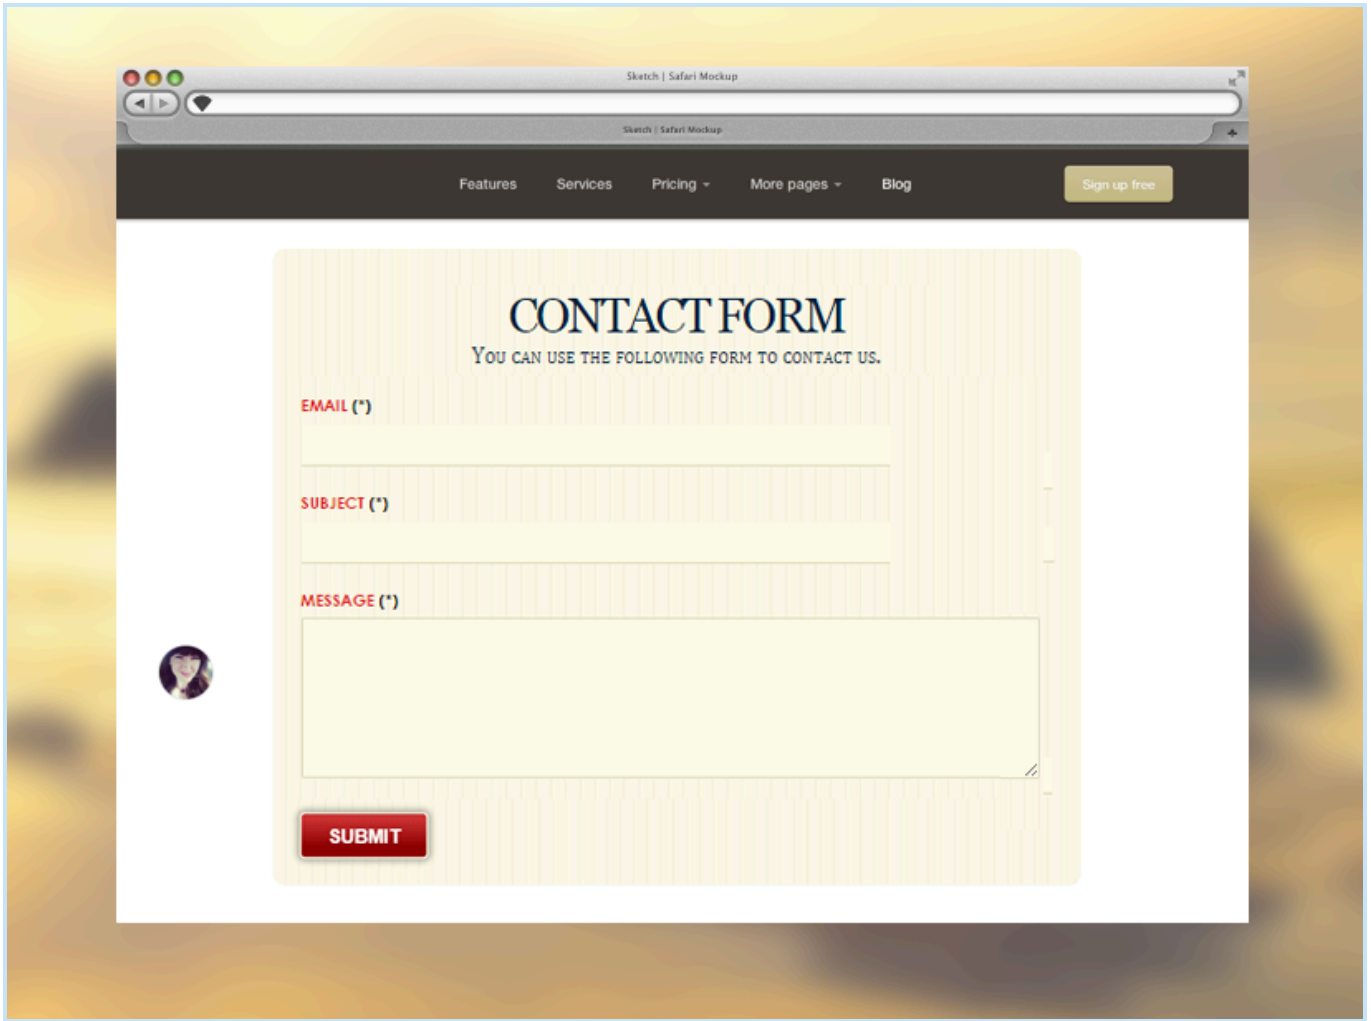 Sketch | Safari Mockup
Sketch | Safari Mockup
Features Services Pricing More pages Blog Sign up free
CONTACT FORM
You can use the following form to contact us.
EMAIL (*)
SUBJECT (*)
MESSAGE (*)
SUBMIT